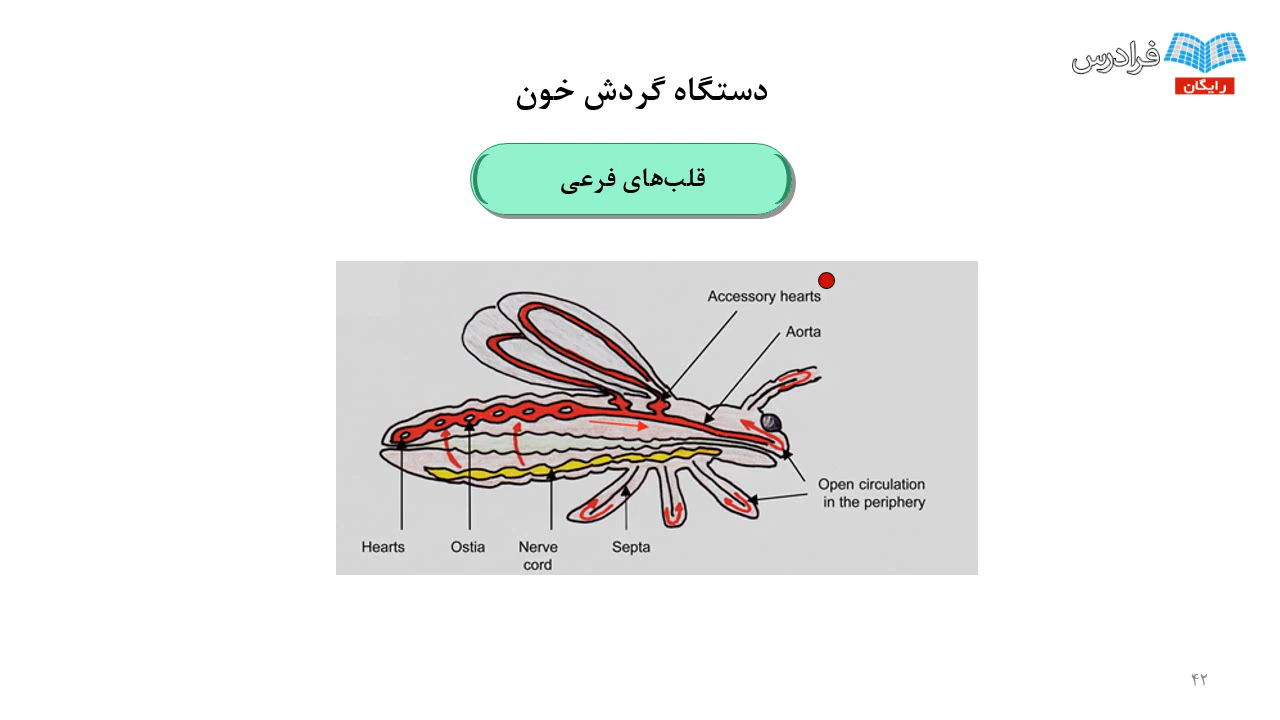 فرادرس
رایگان
دستگاه گردش خون
قلب‌های فرعی
Accessory hearts
Aorta
Open circulation
in the periphery
Hearts
Ostia
Nerve
cord
Septa
۴۲